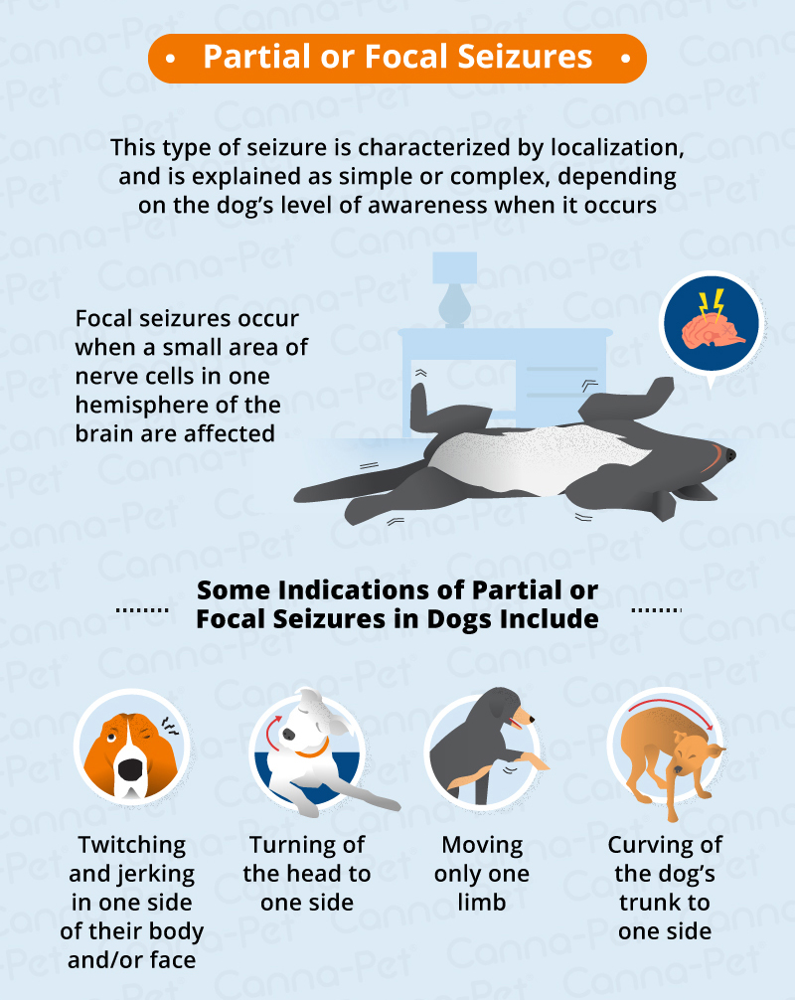 Partial or Focal Seizures
This type of seizure is characterized by localization,
and is explained as simple or complex, depending
on the dog’s level of awareness when it occurs
Focal seizures occur
when a small area of
nerve cells in one
hemisphere of the
brain are affected
Some Indications of Partial or
Focal Seizures in Dogs Include
Twitching
and jerking
in one side
of their body
and/or face
Turning of
the head to
one side
Moving
only one
limb
Curving of
the dog’s
trunk to
one side
Canna-Pet®